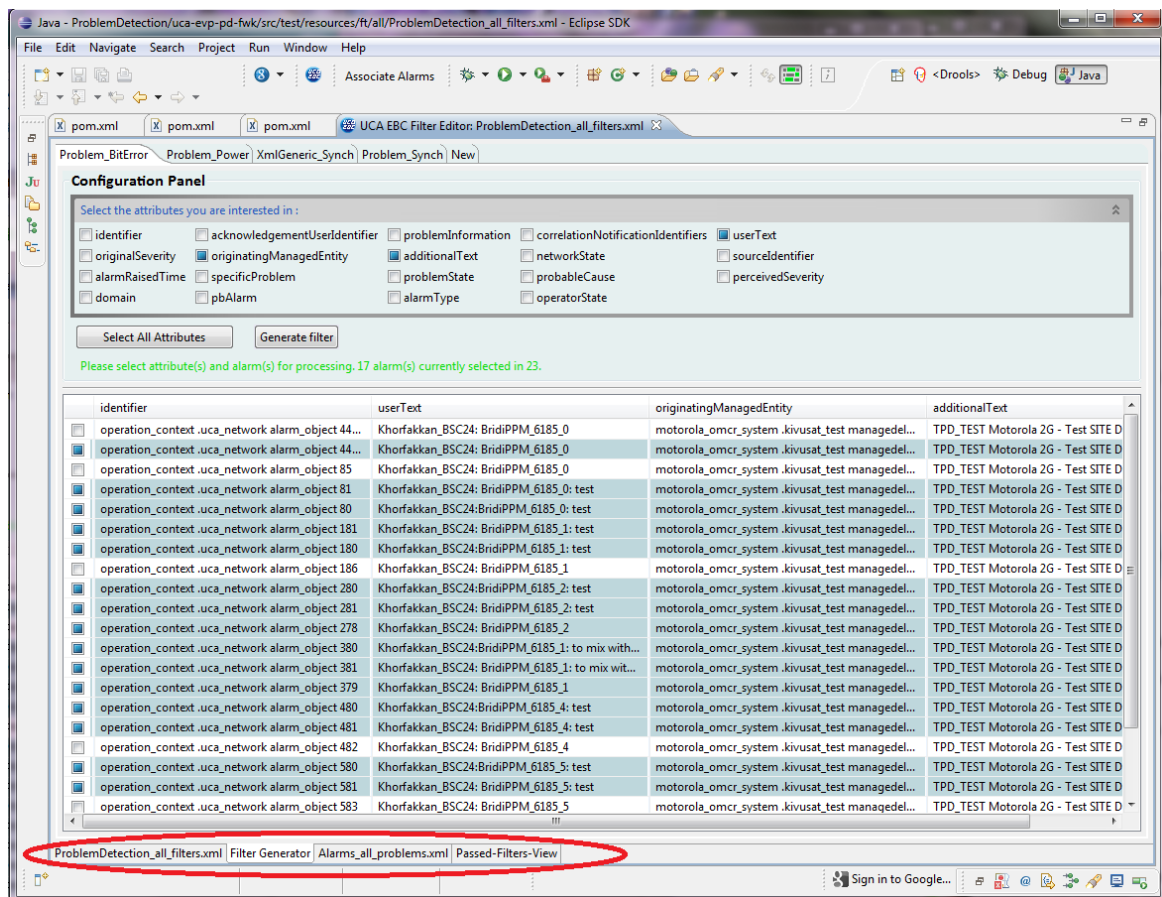 Java - ProblemDetection/uca-evp-pd-fwk/src/test/resources/ft/all/ProblemDetection_all_filters.xml - Eclipse SDK
File Edit Navigate Search Project Run Window Help
Associate Alarms <Drools> Debug Java
pom.xml pom.xml pom.xml UCA EBC Filter Editor: ProblemDetection_all_filters.xml
Problem_BitError Problem_Power XmlGeneric_Synch Problem_Synch New
Configuration Panel
Select the attributes you are interested in :
identifier acknowledgementUserIdentifier problemInformation correlationNotificationIdentifiers userText
originalSeverity originatingManagedEntity additionalText networkState sourceIdentifier
alarmRaisedTime specificProblem problemState probableCause perceivedSeverity
domain pbAlarm alarmType operatorState
Select All Attributes Generate filter
Please select attribute(s) and alarm(s) for processing. 17 alarm(s) currently selected in 23.
identifier userText originatingManagedEntity additionalText
operation_context .uca_network alarm_object 44... Khorfakkan_BSC24: BridiPPM_6185_0 motorola_omcr_system .kivusat_test managedel... TPD_TEST Motorola 2G - Test SITE D
operation_context .uca_network alarm_object 44... Khorfakkan_BSC24: BridiPPM_6185_0 motorola_omcr_system .kivusat_test managedel... TPD_TEST Motorola 2G - Test SITE D
operation_context .uca_network alarm_object 85 Khorfakkan_BSC24: BridiPPM_6185_0 motorola_omcr_system .kivusat_test managedel... TPD_TEST Motorola 2G - Test SITE D
operation_context .uca_network alarm_object 81 Khorfakkan_BSC24: BridiPPM_6185_0: test motorola_omcr_system .kivusat_test managedel... TPD_TEST Motorola 2G - Test SITE D
operation_context .uca_network alarm_object 80 Khorfakkan_BSC24: BridiPPM_6185_0: test motorola_omcr_system .kivusat_test managedel... TPD_TEST Motorola 2G - Test SITE D
operation_context .uca_network alarm_object 181 Khorfakkan_BSC24:BridiPPM_6185_1: test motorola_omcr_system .kivusat_test managedel... TPD_TEST Motorola 2G - Test SITE D
operation_context .uca_network alarm_object 180 Khorfakkan_BSC24:BridiPPM_6185_1: test motorola_omcr_system .kivusat_test managedel... TPD_TEST Motorola 2G - Test SITE D
operation_context .uca_network alarm_object 186 Khorfakkan_BSC24: BridiPPM_6185_1 motorola_omcr_system .kivusat_test managedel... TPD_TEST Motorola 2G - Test SITE D
operation_context .uca_network alarm_object 280 Khorfakkan_BSC24: BridiPPM_6185_2: test motorola_omcr_system .kivusat_test managedel... TPD_TEST Motorola 2G - Test SITE D
operation_context .uca_network alarm_object 281 Khorfakkan_BSC24: BridiPPM_6185_2: test motorola_omcr_system .kivusat_test managedel... TPD_TEST Motorola 2G - Test SITE D
operation_context .uca_network alarm_object 278 Khorfakkan_BSC24: BridiPPM_6185_2 motorola_omcr_system .kivusat_test managedel... TPD_TEST Motorola 2G - Test SITE D
operation_context .uca_network alarm_object 380 Khorfakkan_BSC24:BridiPPM_6185_1: to mix with... motorola_omcr_system .kivusat_test managedel... TPD_TEST Motorola 2G - Test SITE D
operation_context .uca_network alarm_object 381 Khorfakkan_BSC24: BridiPPM_6185_1: to mix wit... motorola_omcr_system .kivusat_test managedel... TPD_TEST Motorola 2G - Test SITE D
operation_context .uca_network alarm_object 379 Khorfakkan_BSC24: BridiPPM_6185_1 motorola_omcr_system .kivusat_test managedel... TPD_TEST Motorola 2G - Test SITE D
operation_context .uca_network alarm_object 480 Khorfakkan_BSC24: BridiPPM_6185_4: test motorola_omcr_system .kivusat_test managedel... TPD_TEST Motorola 2G - Test SITE D
operation_context .uca_network alarm_object 481 Khorfakkan_BSC24: BridiPPM_6185_4: test motorola_omcr_system .kivusat_test managedel... TPD_TEST Motorola 2G - Test SITE D
operation_context .uca_network alarm_object 482 Khorfakkan_BSC24: BridiPPM_6185_4 motorola_omcr_system .kivusat_test managedel... TPD_TEST Motorola 2G - Test SITE D
operation_context .uca_network alarm_object 580 Khorfakkan_BSC24: BridiPPM_6185_5: test motorola_omcr_system .kivusat_test managedel... TPD_TEST Motorola 2G - Test SITE D
operation_context .uca_network alarm_object 581 Khorfakkan_BSC24: BridiPPM_6185_5: test motorola_omcr_system .kivusat_test managedel... TPD_TEST Motorola 2G - Test SITE D
operation_context .uca_network alarm_object 583 Khorfakkan_BSC24: BridiPPM_6185_5 motorola_omcr_system .kivusat_test managedel... TPD_TEST Motorola 2G - Test SITE D
ProblemDetection_all_filters.xml Filter Generator Alarms_all_problems.xml Passed-Filters-View
Sign in to Google...